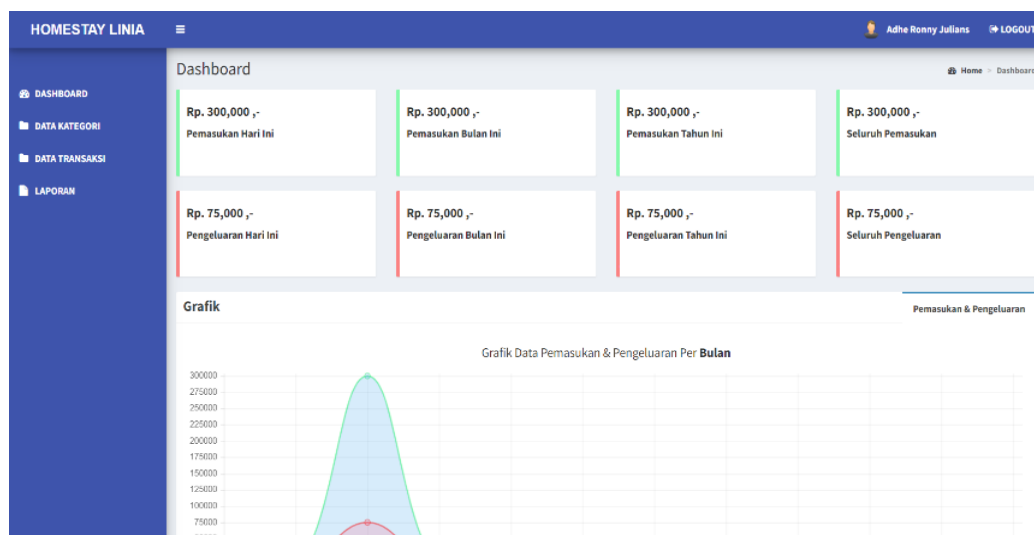 HOMESTAY LINIA
Adhe Ronny Julians
LOGOUT
Dashboard
Home > Dashboard
DASHBOARD
DATA KATEGORI
DATA TRANSAKSI
LAPORAN
Rp. 300,000 ,-
Pemasukan Hari Ini
Rp. 300,000 ,-
Pemasukan Bulan Ini
Rp. 300,000 ,-
Pemasukan Tahun Ini
Rp. 300,000 ,-
Seluruh Pemasukan
Rp. 75,000 ,-
Pengeluaran Hari Ini
Rp. 75,000 ,-
Pengeluaran Bulan Ini
Rp. 75,000 ,-
Pengeluaran Tahun Ini
Rp. 75,000 ,-
Seluruh Pengeluaran
Grafik
Pemasukan & Pengeluaran
Grafik Data Pemasukan & Pengeluaran Per Bulan
300000
275000
250000
225000
200000
175000
150000
125000
100000
75000